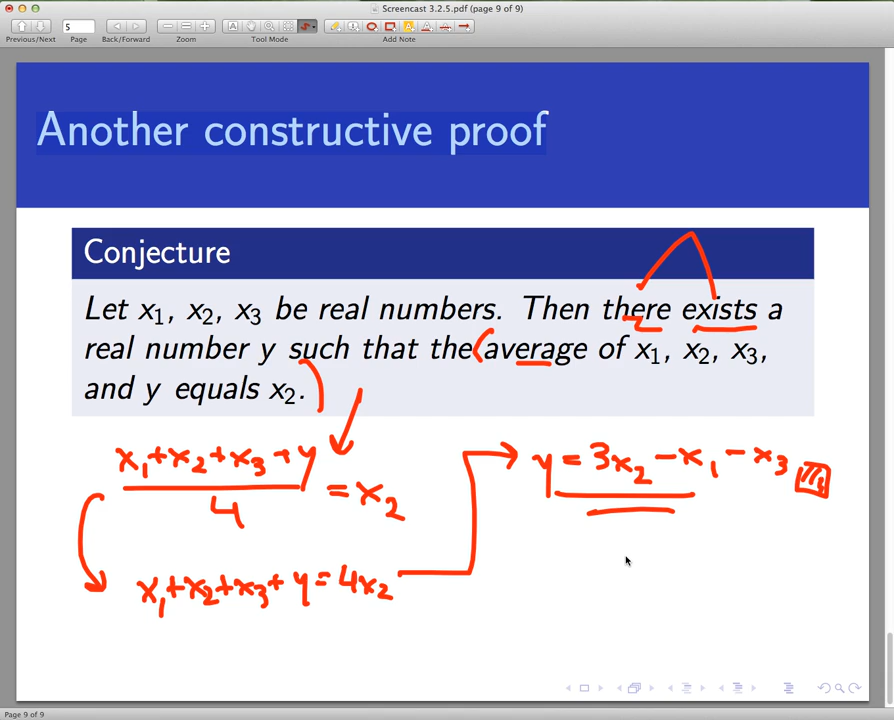 Screencast 3.2.5.pdf (page 9 of 9)
5
Previous/Next Page Back/Forward Zoom Tool Mode Add Note
Another constructive proof
Conjecture
Let x₁, x₂, x₃ be real numbers. Then there exists a
real number y such that the average of x₁, x₂, x₃,
and y equals x₂.
x₁+x₂+x₃+y
4
= x₂
x₁+x₂+x₃+y=4x₂
y = 3x₂ - x₁ - x₃
Page 9 of 9